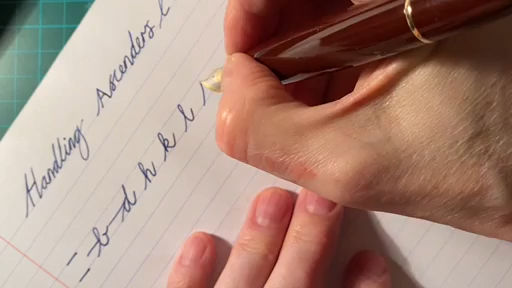 Handling Ascenders
= b d h k l